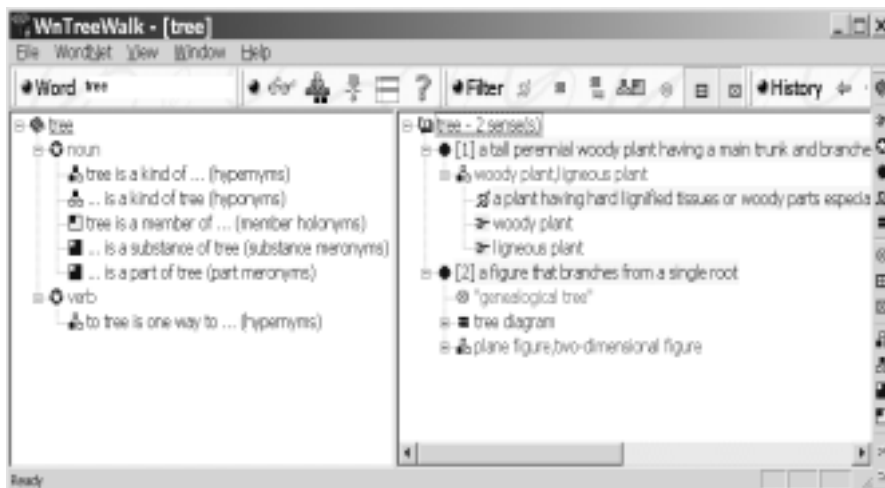 WnTreeWalk - [tree]
File WordNet View Window Help
Word tree Filter History
tree
noun
tree is a kind of ... (hypernyms)
... is a kind of tree (hyponyms)
tree is a member of ... (member holonyms)
... is a substance of tree (substance meronyms)
... is a part of tree (part meronyms)
verb
to tree is one way to ... (hypernyms)
tree - 2 sense(s)
[1] a tall perennial woody plant having a main trunk and branche
woody plant,ligneous plant
a plant having hard lignified tissues or woody parts especia
woody plant
ligneous plant
[2] a figure that branches from a single root
"genealogical tree"
tree diagram
plane figure,two-dimensional figure
Ready